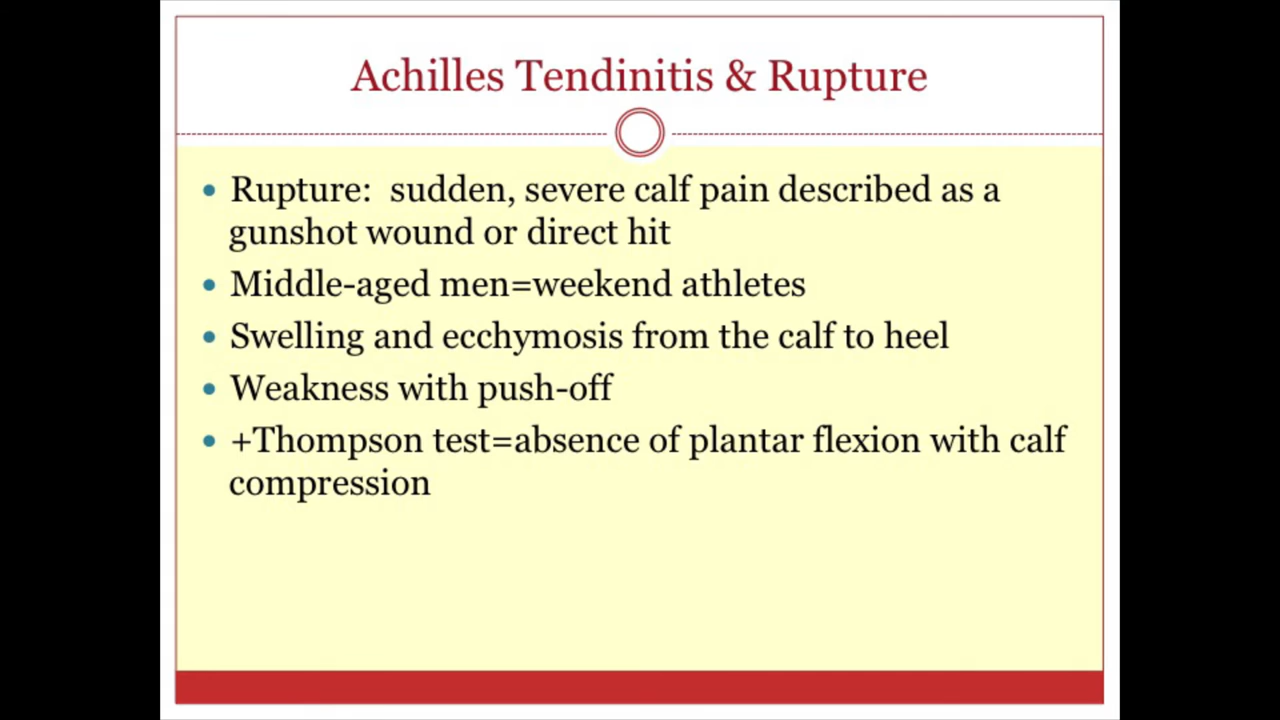 Achilles Tendinitis & Rupture
• Rupture:  sudden, severe calf pain described as a
gunshot wound or direct hit
• Middle-aged men=weekend athletes
• Swelling and ecchymosis from the calf to heel
• Weakness with push-off
• +Thompson test=absence of plantar flexion with calf
compression